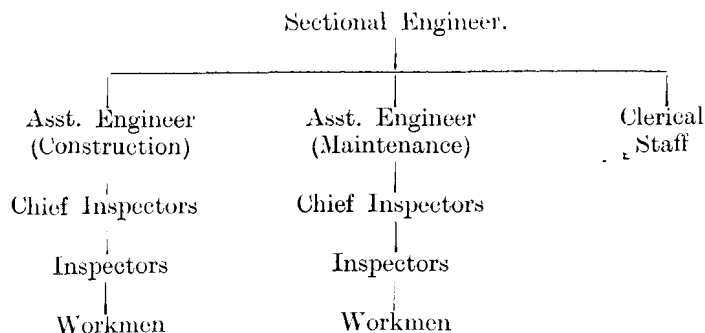 Sectional Engineer.
Asst. Engineer Asst. Engineer Clerical
(Construction) (Maintenance) Staff
Chief Inspectors Chief Inspectors
Inspectors Inspectors
Workmen Workmen